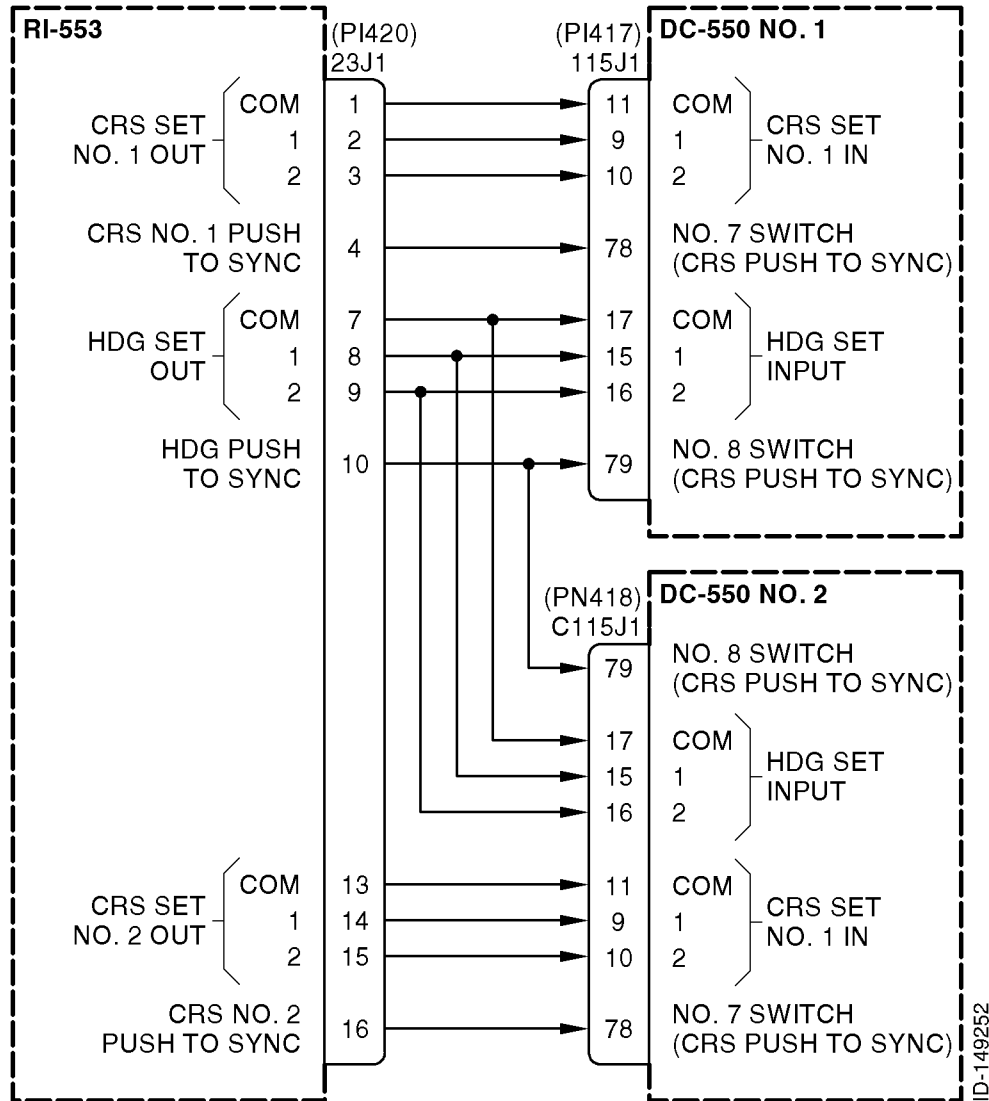 RI-553
(PI420)
23J1
(PI417)
115J1
DC-550 NO. 1
CRS SET
NO. 1 OUT
COM 1 11 COM
1 2 9 1
2 3 10 2
CRS SET
NO. 1 IN
CRS NO. 1 PUSH
TO SYNC
4 78
NO. 7 SWITCH
(CRS PUSH TO SYNC)
HDG SET
OUT
COM 7 17 COM
1 8 15 1
2 9 16 2
HDG SET
INPUT
HDG PUSH
TO SYNC
10 79
NO. 8 SWITCH
(CRS PUSH TO SYNC)
(PN418)
C115J1
DC-550 NO. 2
79
NO. 8 SWITCH
(CRS PUSH TO SYNC)
17 COM
15 1
16 2
HDG SET
INPUT
CRS SET
NO. 2 OUT
COM 13 11 COM
1 14 9 1
2 15 10 2
CRS SET
NO. 1 IN
CRS NO. 2
PUSH TO SYNC
16 78
NO. 7 SWITCH
(CRS PUSH TO SYNC)
ID-149252